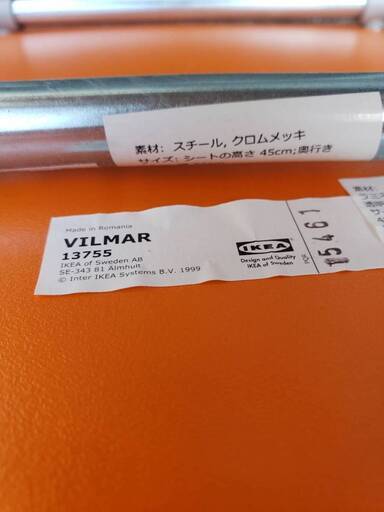 素材: スチール, クロムメッキ
サイズ: シートの高さ 45cm;奥行き
Made in Romania
VILMAR
13755
IKEA of Sweden AB
SE-343 81 Älmhult
© Inter IKEA Systems B.V. 1999
IKEA
Design and Quality
IKEA of Sweden
15461